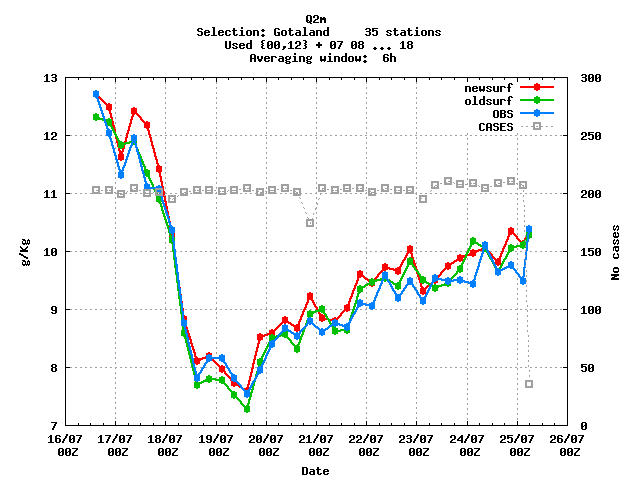 Q2m
Selection: Gotaland 35 stations
Used {00,12} + 07 08 ... 18
Averaging window: 6h
13 300
newsurf
oldsurf
OBS
CASES
12 250
11 200
g/Kg
10 150
No cases
9 100
8 50
7 0
16/07 17/07 18/07 19/07 20/07 21/07 22/07 23/07 24/07 25/07 26/07
00Z 00Z 00Z 00Z 00Z 00Z 00Z 00Z 00Z 00Z 00Z
Date